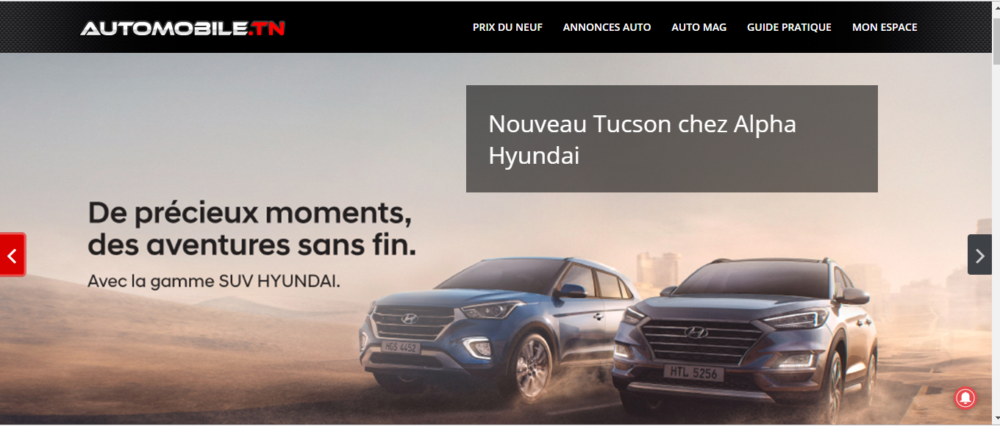 AUTOMOBILE.TN
PRIX DU NEUF ANNONCES AUTO AUTO MAG GUIDE PRATIQUE MON ESPACE
Nouveau Tucson chez Alpha
Hyundai
De précieux moments,
des aventures sans fin.
Avec la gamme SUV HYUNDAI.
HGS 4452
HTL 5256